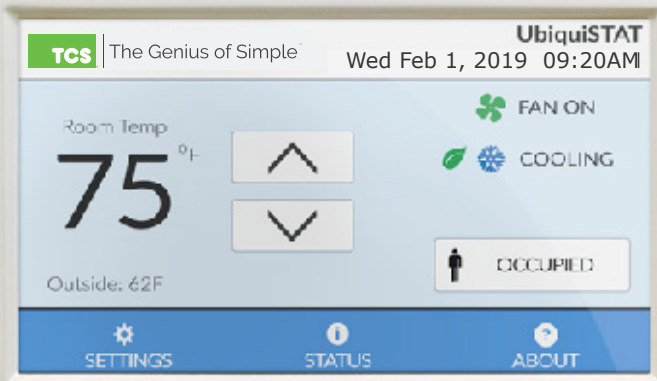 UbiquiSTAT
TCS The Genius of Simple™
Wed Feb 1, 2019 09:20AM
Room Temp
75 °F
Outside: 62F
FAN ON
COOLING
OCCUPIED
SETTINGS
STATUS
ABOUT